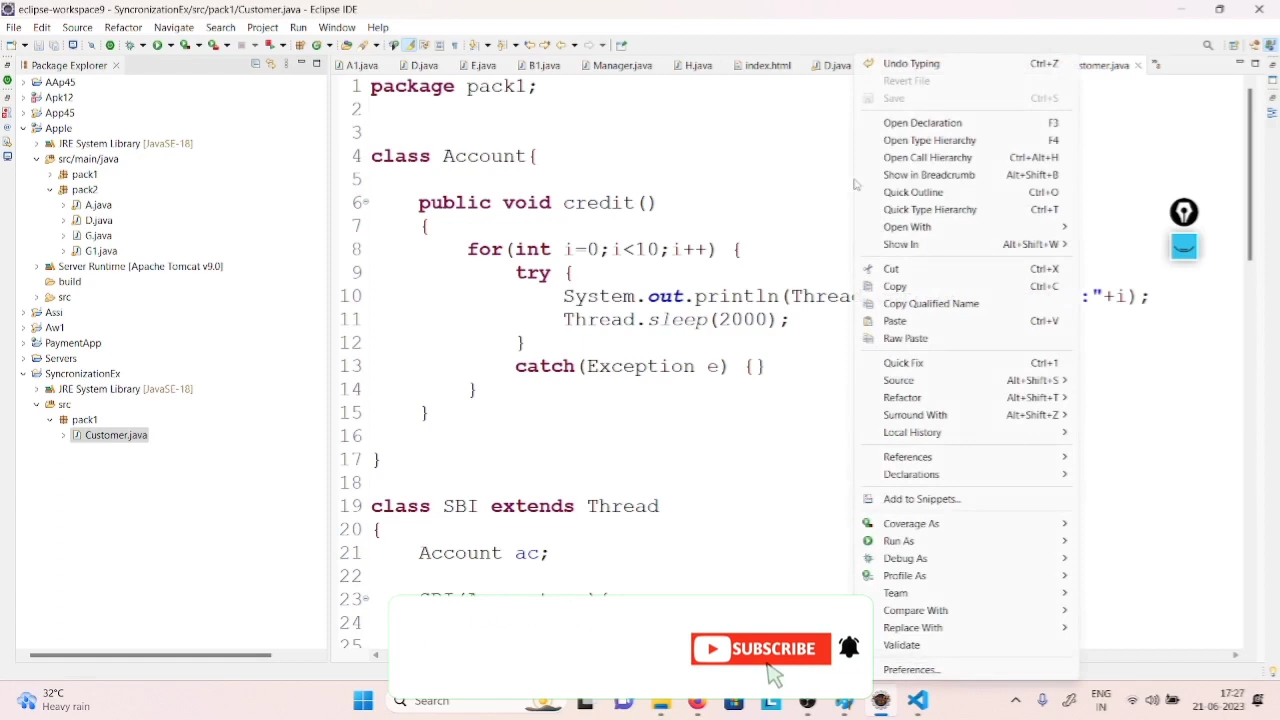 eclipse-workspace9 - SyncronizationEx/src/pack1/Customer.java - Eclipse IDE
File Edit Source Refactor Navigate Search Project Run Window Help
Package Explorer
A1.java D.java E.java B1.java Manager.java H.java index.html D.java stomer.java
AAp45
Apk12
App45
Apple
JRE System Library [JavaSE-18]
src/main/java
pack1
pack2
A.java
D.java
G.java
G1.java
Server Runtime [Apache Tomcat v9.0]
build
src
Assi
Aw1
PaymentApp
Servers
SyncronizationEx
JRE System Library [JavaSE-18]
src
pack1
Customer.java
1 package pack1;
2
3
4 class Account{
5
6 public void credit()
7 {
8 for(int i=0;i<10;i++) {
9 try {
10 System.out.println(Threa :"+i);
11 Thread.sleep(2000);
12 }
13 catch(Exception e) {}
14 }
15 }
16
17 }
18
19 class SBI extends Thread
20 {
21 Account ac;
22
23
24
25
Undo Typing Ctrl+Z
Revert File
Save Ctrl+S
Open Declaration F3
Open Type Hierarchy F4
Open Call Hierarchy Ctrl+Alt+H
Show in Breadcrumb Alt+Shift+B
Quick Outline Ctrl+O
Quick Type Hierarchy Ctrl+T
Open With
Show In Alt+Shift+W
Cut Ctrl+X
Copy Ctrl+C
Copy Qualified Name
Paste Ctrl+V
Raw Paste
Quick Fix Ctrl+1
Source Alt+Shift+S
Refactor Alt+Shift+T
Surround With Alt+Shift+Z
Local History
References
Declarations
Add to Snippets...
Coverage As
Run As
Debug As
Profile As
Team
Compare With
Replace With
Validate
Preferences...
SUBSCRIBE
32°C
Heavy rain
Search
ENG
IN
17:27
21-06-2023